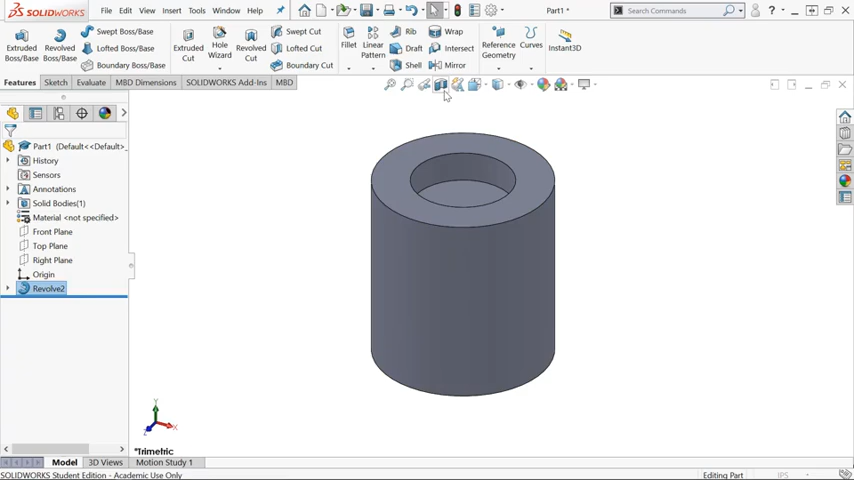 SOLIDWORKS File Edit View Insert Tools Window Help Part1 * Search Commands
Extruded Boss/Base
Revolved Boss/Base
Swept Boss/Base
Lofted Boss/Base
Boundary Boss/Base
Extruded Cut
Hole Wizard
Revolved Cut
Swept Cut
Lofted Cut
Boundary Cut
Fillet
Linear Pattern
Rib
Draft
Shell
Wrap
Intersect
Mirror
Reference Geometry
Curves
Instant3D
Features Sketch Evaluate MBD Dimensions SOLIDWORKS Add-Ins MBD
Part1 (Default<<Default>_
History
Sensors
Annotations
Solid Bodies(1)
Material <not specified>
Front Plane
Top Plane
Right Plane
Origin
Revolve2
Y
X
Z
*Trimetric
Model 3D Views Motion Study 1
SOLIDWORKS Student Edition - Academic Use Only Editing Part IPS